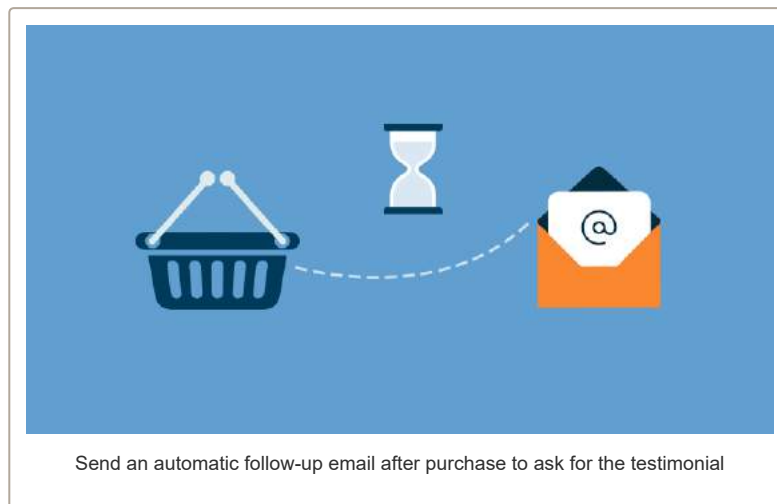 @
Send an automatic follow-up email after purchase to ask for the testimonial